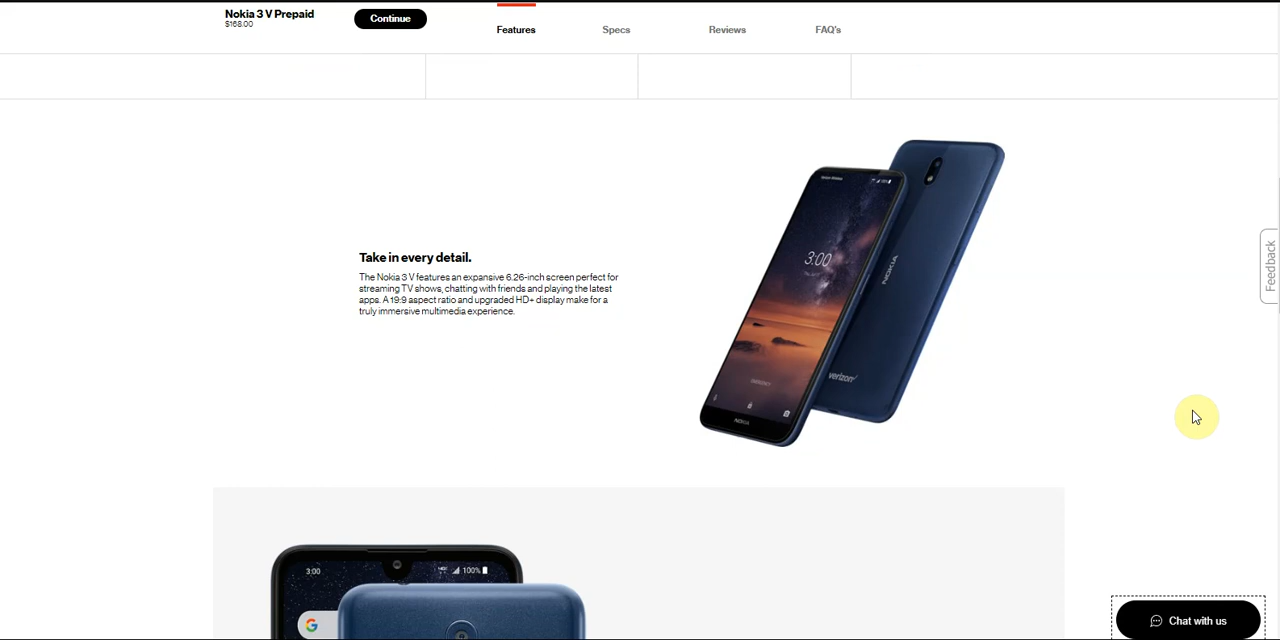 Nokia 3 V Prepaid
$168.00
Continue
Features
Specs
Reviews
FAQ's
Take in every detail.
The Nokia 3 V features an expansive 6.26-inch screen perfect for
streaming TV shows, chatting with friends and playing the latest
apps. A 19:9 aspect ratio and upgraded HD+ display make for a
truly immersive multimedia experience.
3:00
EMERGENCY
NOKIA
NOKIA
verizon✓
Feedback
3:00
100%
G
Chat with us